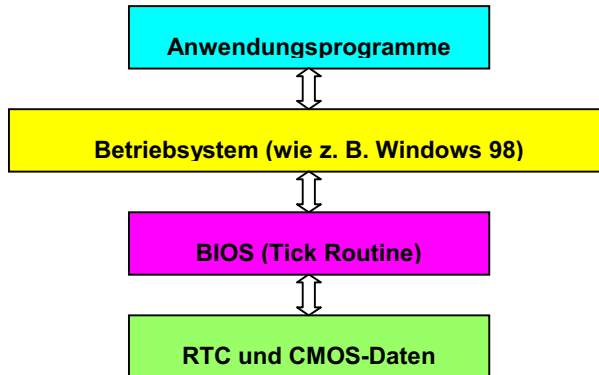 Anwendungsprogramme
Betriebsystem (wie z. B. Windows 98)
BIOS (Tick Routine)
RTC und CMOS-Daten